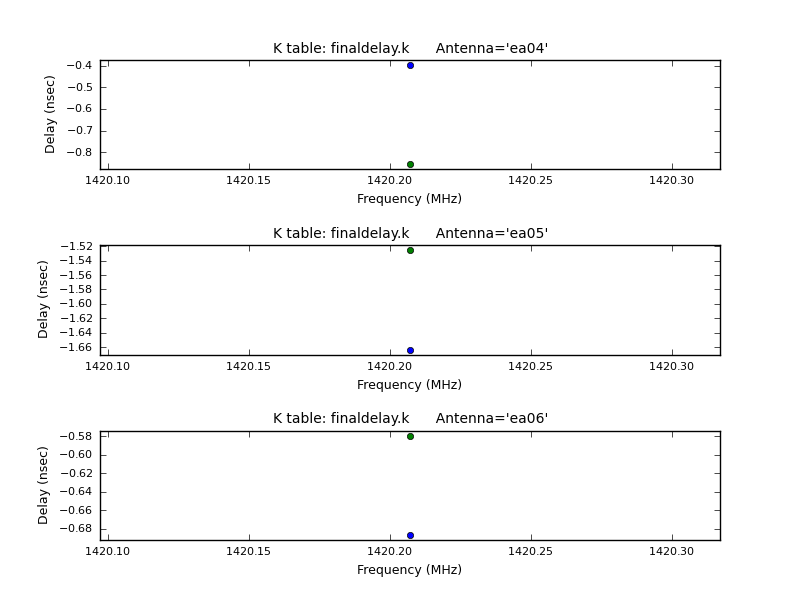 K table: finaldelay.k      Antenna='ea04'
−0.4
−0.5
−0.6
−0.7
−0.8
Delay (nsec)
1420.10 1420.15 1420.20 1420.25 1420.30
Frequency (MHz)
K table: finaldelay.k      Antenna='ea05'
−1.52
−1.54
−1.56
−1.58
−1.60
−1.62
−1.64
−1.66
Delay (nsec)
1420.10 1420.15 1420.20 1420.25 1420.30
Frequency (MHz)
K table: finaldelay.k      Antenna='ea06'
−0.58
−0.60
−0.62
−0.64
−0.66
−0.68
Delay (nsec)
1420.10 1420.15 1420.20 1420.25 1420.30
Frequency (MHz)